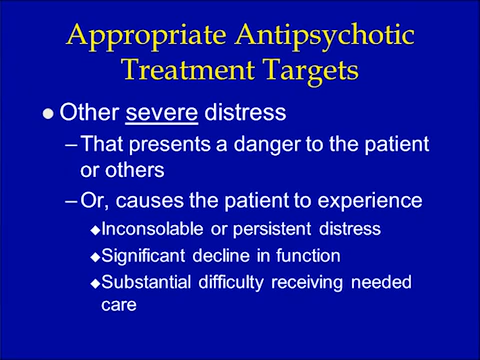 Appropriate Antipsychotic
Treatment Targets
● Other severe distress
–That presents a danger to the patient
or others
–Or, causes the patient to experience
◆Inconsolable or persistent distress
◆Significant decline in function
◆Substantial difficulty receiving needed
care